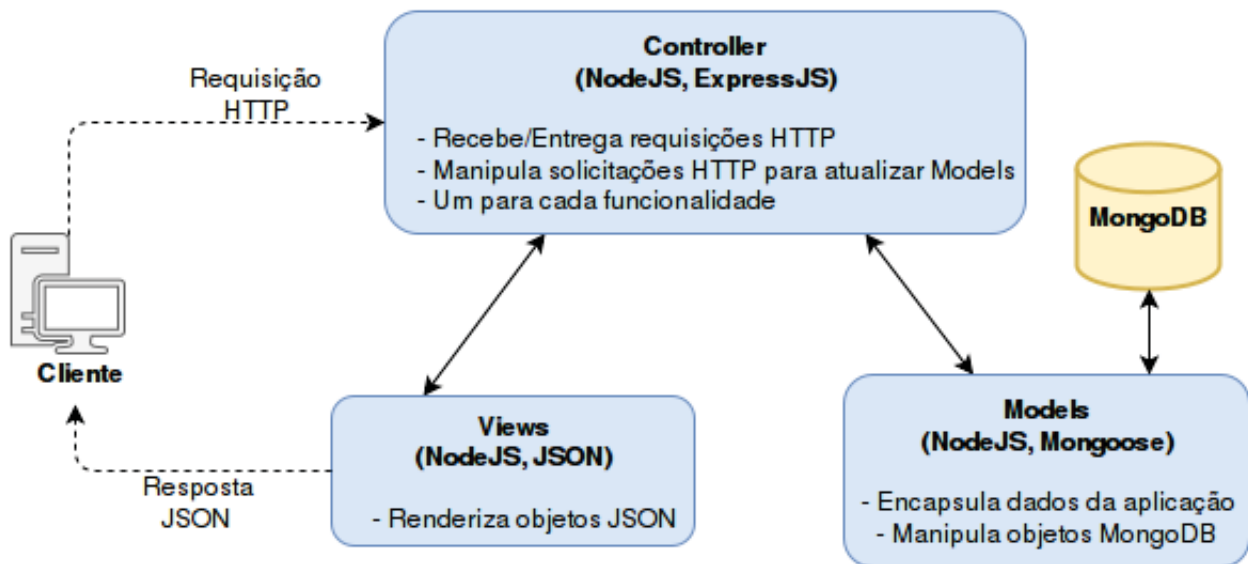 Controller
(NodeJS, ExpressJS)
- Recebe/Entrega requisições HTTP
- Manipula solicitações HTTP para atualizar Models
- Um para cada funcionalidade
Requisição
HTTP
MongoDB
Cliente
Views
(NodeJS, JSON)
- Renderiza objetos JSON
Models
(NodeJS, Mongoose)
- Encapsula dados da aplicação
- Manipula objetos MongoDB
Resposta
JSON